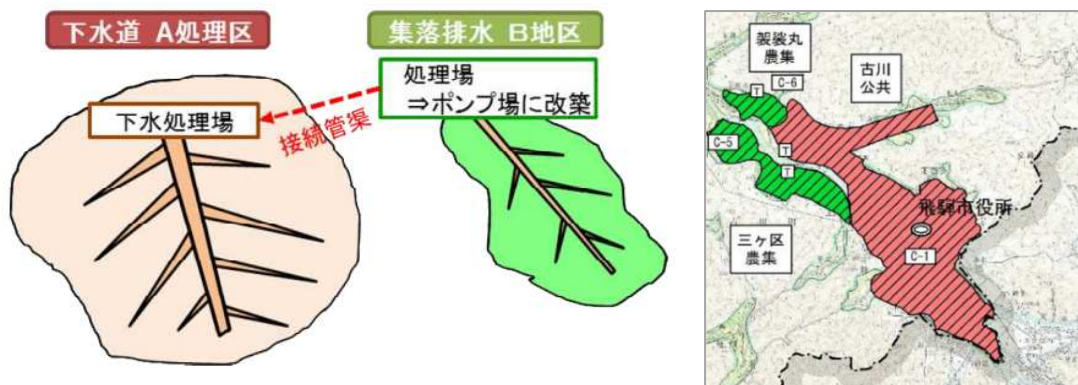 下水道 A処理区
集落排水 B地区
処理場
⇒ポンプ場に改築
下水処理場
接続管渠
袈裟丸
農集
C-6
古川
公共
T
C-5
T
T
飛騨市役所
三ケ区
農集
C-1